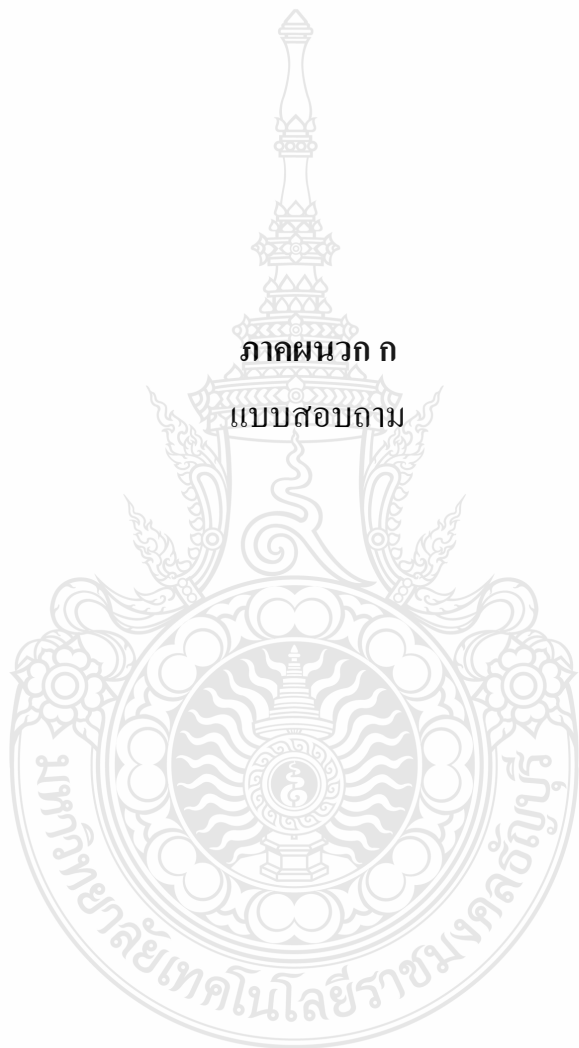 ภาคผนวก ก
แบบสอบถาม
มหาวิทยาลัยเทคโนโลยีราชมงคลธัญบุรี